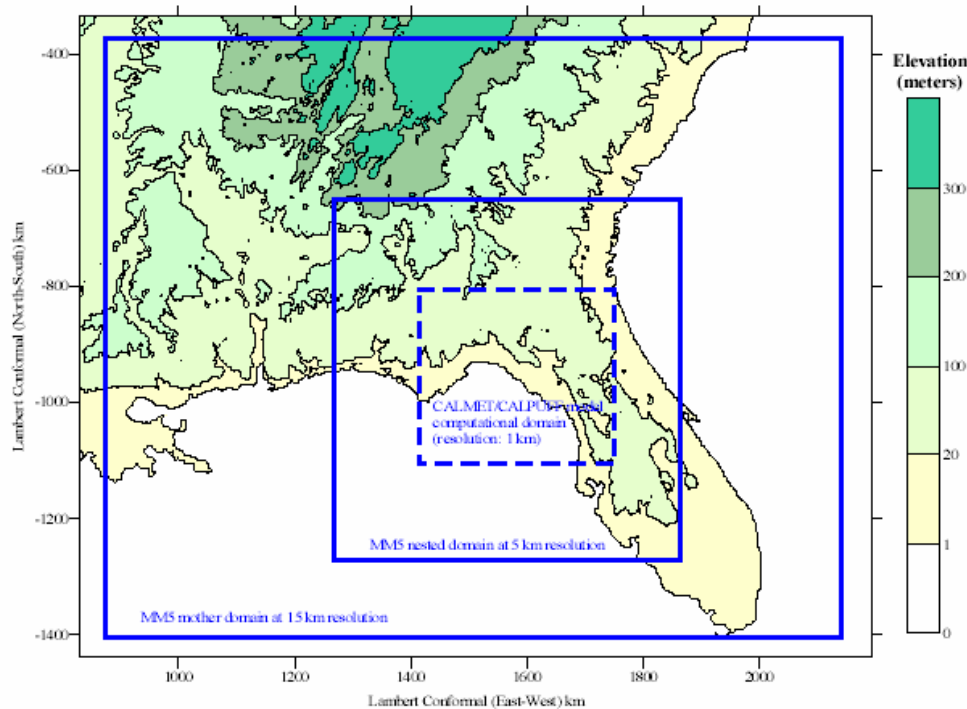 Elevation
(meters)
300
200
100
20
1
0
-400
-600
-800
-1000
-1200
-1400
Lambert Conformal (North-South) km
CALMET/CALPUFF model
computational domain
(resolution: 1 km)
MM5 nested domain at 5 km resolution
MM5 mother domain at 15 km resolution
1000
1200
1400
1600
1800
2000
Lambert Conformal (East-West) km